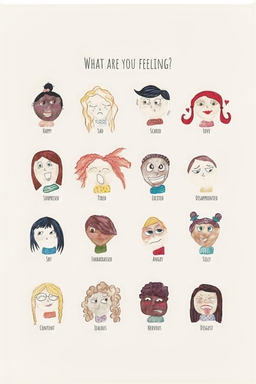 What are you feeling?
Happy
Sad
Scared
Love
Surprised
Tired
Excited
Disappointed
Shy
Embarrassed
Angry
Silly
Content
Jealous
Nervous
Disgust